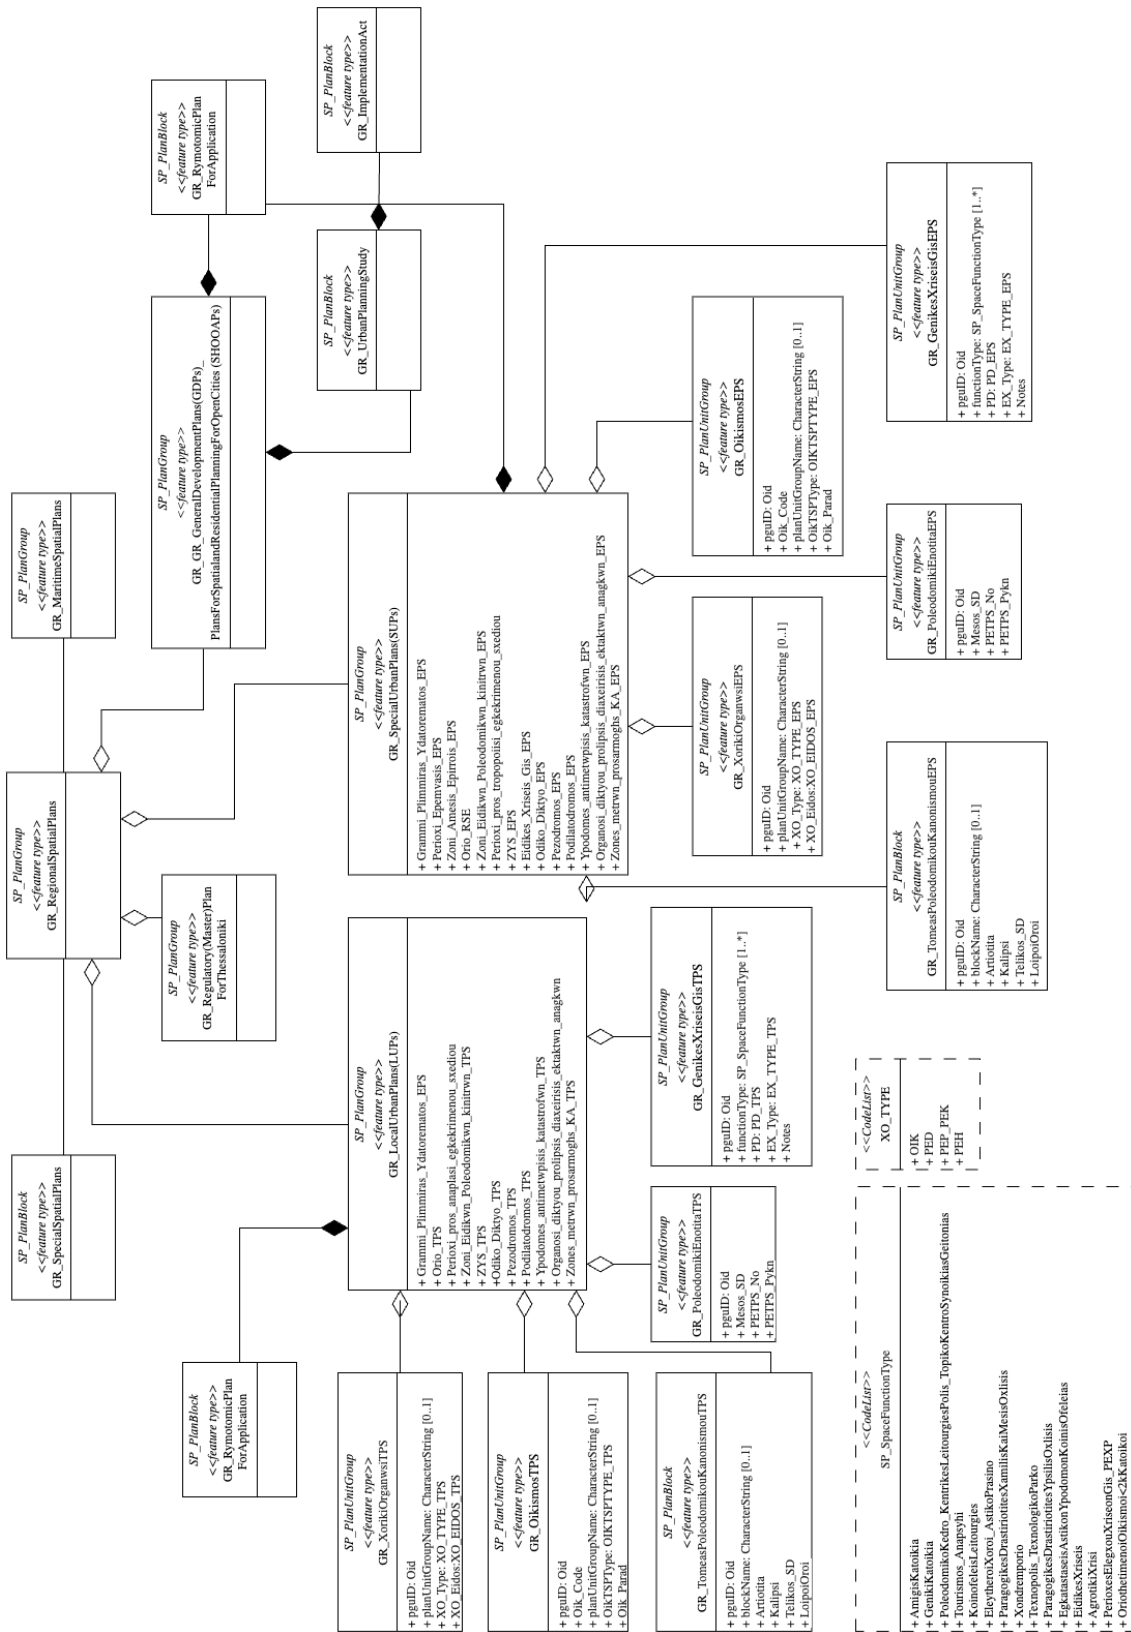 SP_PlanBlock
<<feature type>>
GR_SpecialSpatialPlans
SP_PlanGroup
<<feature type>>
GR_RegionalSpatialPlans
SP_PlanGroup
<<feature type>>
GR_MaritimeSpatialPlans
SP_PlanGroup
<<feature type>>
GR_Regulatory(Master)Plan
ForThessaloniki
SP_PlanGroup
<<feature type>>
GR_GR_GeneralDevelopmentPlans(GDPs)_
PlansForSpatialandResidentialPlanningForOpenCities (SHOOAPs)
SP_PlanBlock
<<feature type>>
GR_RymotomicPlan
ForApplication
SP_PlanBlock
<<feature type>>
GR_RymotomicPlan
ForApplication
SP_PlanBlock
<<feature type>>
GR_UrbanPlanningStudy
SP_PlanBlock
<<feature type>>
GR_ImplementationAct
SP_PlanUnitGroup
<<feature type>>
GR_XorikiOrganwsiTPS
+ pguID: Oid
+ planUnitGroupName: CharacterString [0..1]
+ XO_Type: XO_TYPE_TPS
+ XO_Eidos:XO_EIDOS_TPS
SP_PlanGroup
<<feature type>>
GR_LocalUrbanPlans(LUPs)
+ Grammi_Plimmiras_Ydatorematos_EPS
+ Orio_TPS
+ Perioxi_pros_anaplasi_egkekrimenou_sxediou
+ Zoni_Eidikwn_Poleodomikwn_kinitrwn_TPS
+ ZYS_TPS
+Odiko_Diktyo_TPS
+ Pezodromos_TPS
+ Podilatodromos_TPS
+ Ypodomes_antimetwpisis_katastrofwn_TPS
+ Organosi_diktyou_prolipsis_diaxeirisis_ektaktwn_anagkwn
+ Zones_metrwn_prosarmoghs_KA_TPS
SP_PlanGroup
<<feature type>>
GR_SpecialUrbanPlans(SUPs)
+ Grammi_Plimmiras_Ydatorematos_EPS
+ Perioxi_Epemvasis_EPS
+ Zoni_Amesis_Epirrois_EPS
+ Orio_RSE
+ Zoni_Eidikwn_Poleodomikwn_kinitrwn_EPS
+ Perioxi_pros_tropopoiisi_egkekrimenou_sxediou
+ ZYS_EPS
+ Eidikes_Xriseis_Gis_EPS
+ Odiko_Diktyo_EPS
+ Pezodromos_EPS
+ Podilatodromos_EPS
+ Ypodomes_antimetwpisis_katastrofwn_EPS
+ Organosi_diktyou_prolipsis_diaxeirisis_ektaktwn_anagkwn_EPS
+ Zones_metrwn_prosarmoghs_KA_EPS
SP_PlanUnitGroup
<<feature type>>
GR_OikismosTPS
+ pguID: Oid
+ Oik_Code
+ planUnitGroupName: CharacterString [0..1]
+ OikTSPType: OIKTSPTYPE_TPS
+ Oik_Parad
SP_PlanBlock
<<feature type>>
GR_TomeasPoleodomikouKanonismouTPS
+ pguID: Oid
+ blockName: CharacterString [0..1]
+ Artiotita
+ Kalipsi
+ Telikos_SD
+ LoipoiOroi
SP_PlanUnitGroup
<<feature type>>
GR_PoleodomikiEnotitaTPS
+ pguID: Oid
+ Mesos_SD
+ PETPS_No
+ PETPS_Pykn
SP_PlanUnitGroup
<<feature type>>
GR_GenikesXriseisGisTPS
+ pguID: Oid
+ functionType: SP_SpaceFunctionType [1..*]
+ PD: PD_TPS
+ EX_Type: EX_TYPE_TPS
+ Notes
SP_PlanUnitGroup
<<feature type>>
GR_XorikiOrganwsiEPS
+ pguID: Oid
+ planUnitGroupName: CharacterString [0..1]
+ XO_Type: XO_TYPE_EPS
+ XO_Eidos:XO_EIDOS_EPS
SP_PlanUnitGroup
<<feature type>>
GR_OikismosEPS
+ pguID: Oid
+ Oik_Code
+ planUnitGroupName: CharacterString [0..1]
+ OikTSPType: OIKTSPTYPE_EPS
+ Oik_Parad
SP_PlanBlock
<<feature type>>
GR_TomeasPoleodomikouKanonismouEPS
+ pguID: Oid
+ blockName: CharacterString [0..1]
+ Artiotita
+ Kalipsi
+ Telikos_SD
+ LoipoiOroi
SP_PlanUnitGroup
<<feature type>>
GR_PoleodomikiEnotitaEPS
+ pguID: Oid
+ Mesos_SD
+ PETPS_No
+ PETPS_Pykn
SP_PlanUnitGroup
<<feature type>>
GR_GenikesXriseisGisEPS
+ pguID: Oid
+ functionType: SP_SpaceFunctionType [1..*]
+ PD: PD_EPS
+ EX_Type: EX_TYPE_EPS
+ Notes
<<CodeList>>
SP_SpaceFunctionType
+ AmigisKatoikia
+ GenikiKatoikia
+ PoleodomikoKedro_KentrikesLeitourgiesPolis_TopikoKentroSynoikiasGeitonias
+ Tourismos_Anapsyhi
+ KoinofeleisLeitourgies
+ EleytheroiXoroi_AstikoPrasino
+ ParagogikesDrastiriotitesXamilisKaiMesisOxlisis
+ Xondremporio
+ Texnopolis_TexnologikoParko
+ ParagogikesDrastiriotitesYpsilisOxlisis
+ EgkatastaseisAstikonYpodomonKoinisOfeleias
+ EidikesXriseis
+ AgrotikiXrisi
+ PerioxesElegxouXriseonGis_PEXP
+ OriothetimenoiOikismoi<2kKatoikoi
<<CodeList>>
XO_TYPE
+ OIK
+ PED
+ PEP_PEK
+ PEH